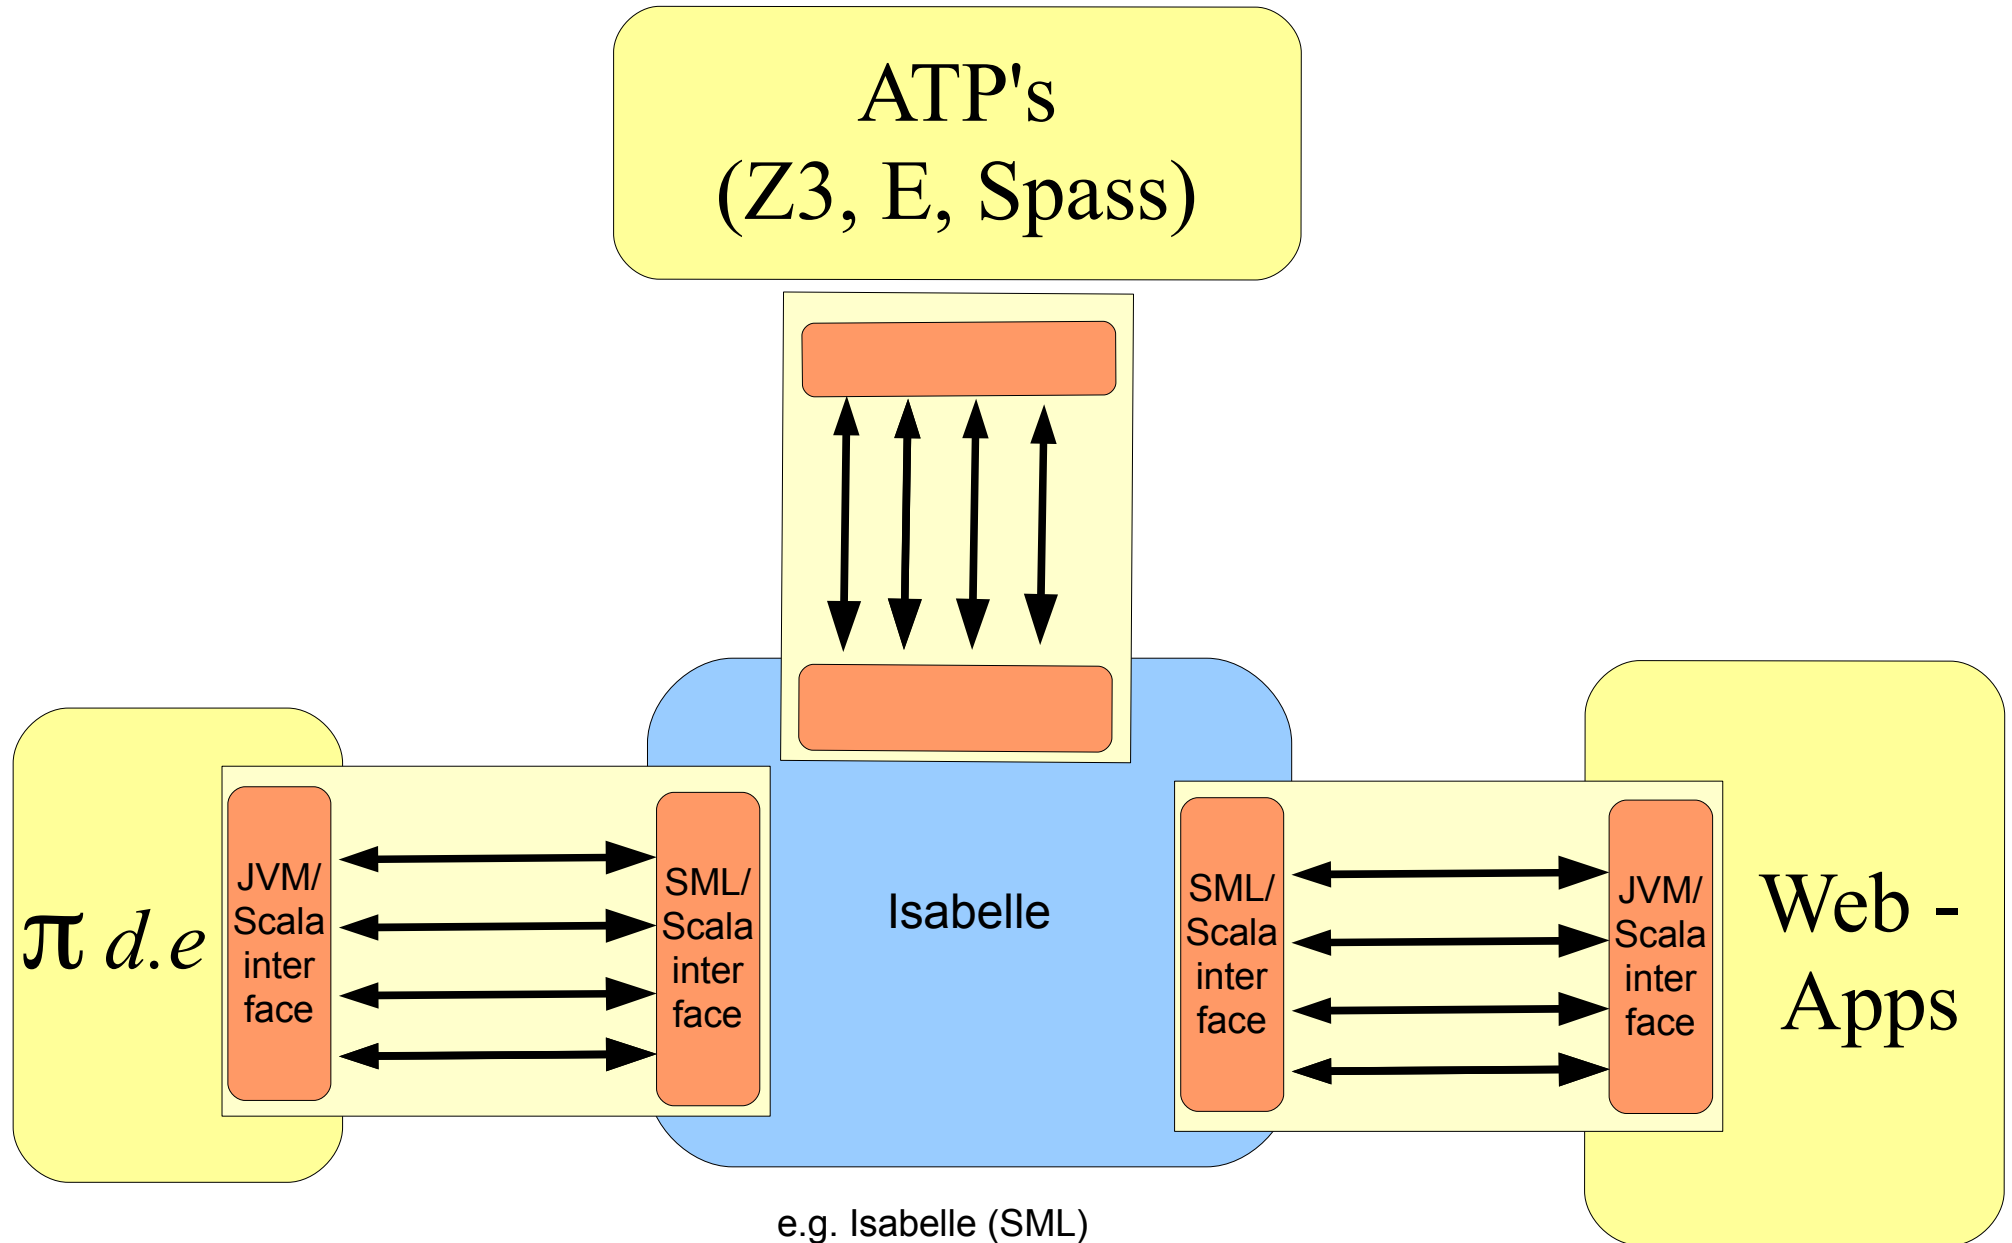 ATP's
(Z3, E, Spass)
π d.e
JVM/
Scala
inter
face
SML/
Scala
inter
face
Isabelle
SML/
Scala
inter
face
JVM/
Scala
inter
face
Web -
Apps
e.g. Isabelle (SML)